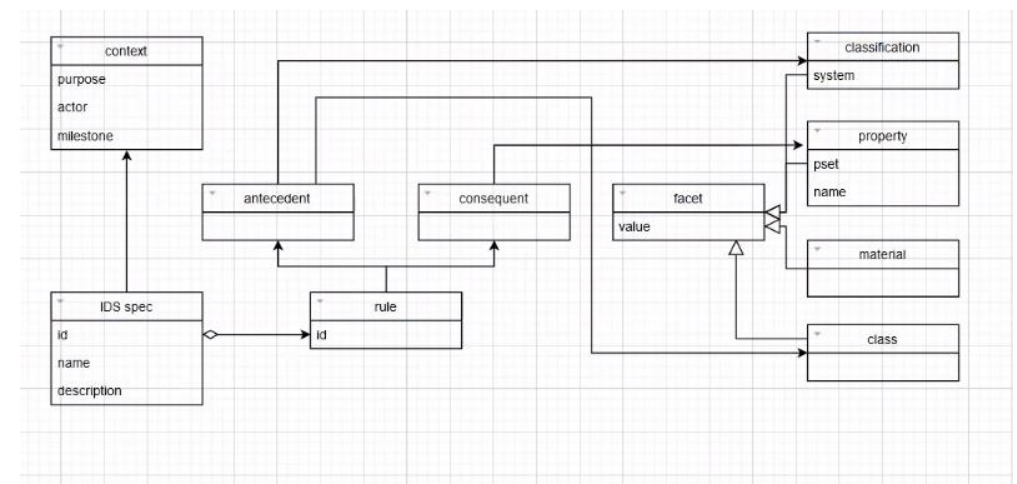 context
purpose
actor
milestone
classification
system
property
pset
name
antecedent
consequent
facet
value
material
IDS spec
id
name
description
rule
id
class